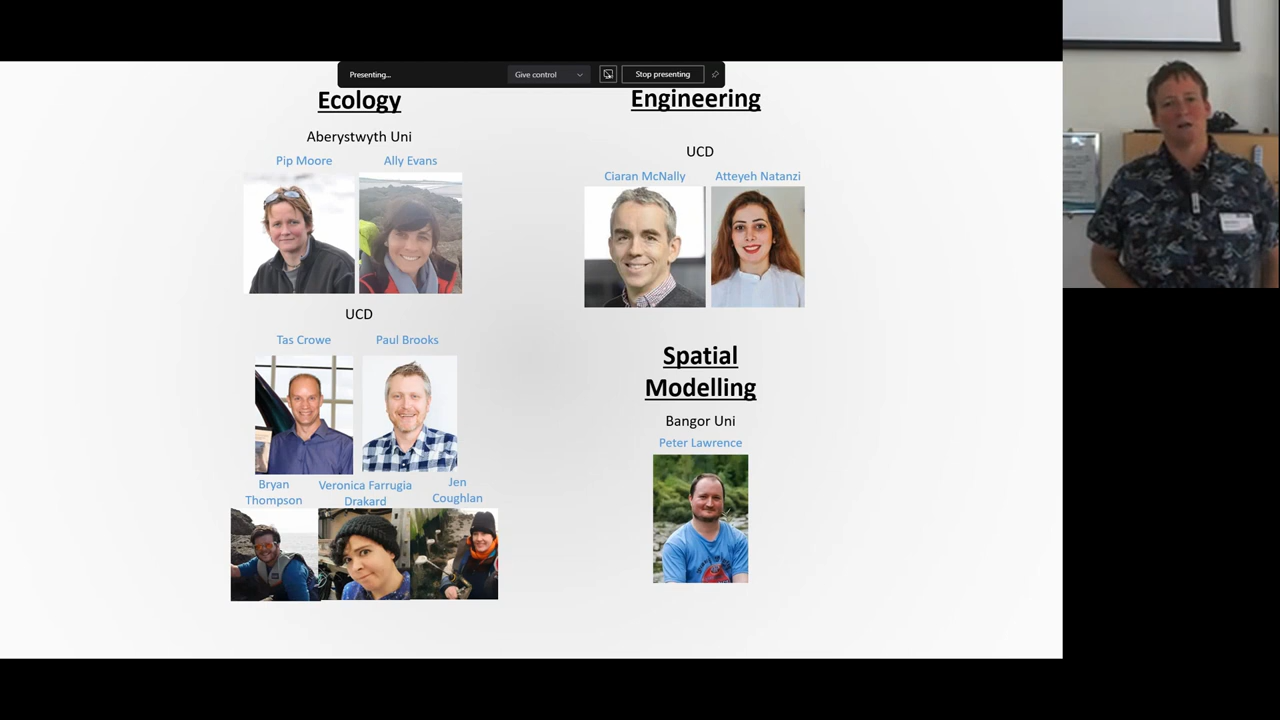 Presenting...
Give control
Stop presenting
Ecology
Aberystwyth Uni
Pip Moore
Ally Evans
UCD
Tas Crowe
Paul Brooks
Bryan
Thompson
Veronica Farrugia
Drakard
Jen
Coughlan
Engineering
UCD
Ciaran McNally
Atteyeh Natanzi
Spatial
Modelling
Bangor Uni
Peter Lawrence